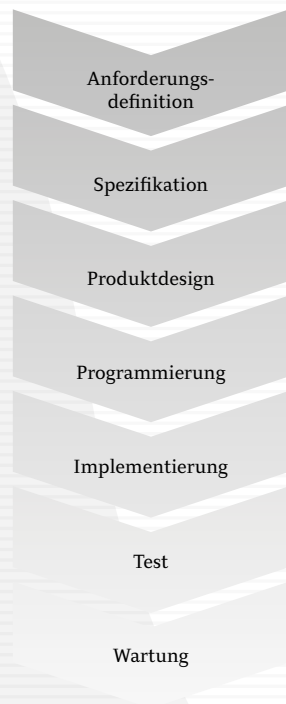 Anforderungs-
definition
Spezifikation
Produktdesign
Programmierung
Implementierung
Test
Wartung